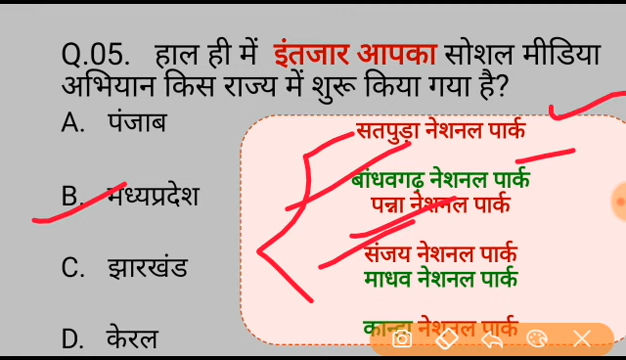 Q.05. हाल ही में इंतजार आपका सोशल मीडिया
अभियान किस राज्य में शुरू किया गया है?
A. पंजाब
B. मध्यप्रदेश
C. झारखंड
D. केरल
सतपुड़ा नेशनल पार्क
बांधवगढ़ नेशनल पार्क
पन्ना नेशनल पार्क
संजय नेशनल पार्क
माधव नेशनल पार्क
कान्हा नेशनल पार्क